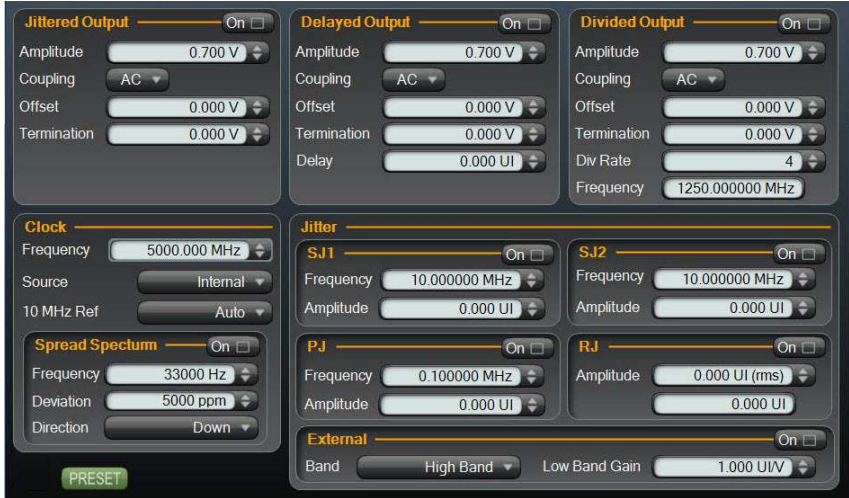 Jittered Output On
Amplitude 0.700 V
Coupling AC
Offset 0.000 V
Termination 0.000 V
Delayed Output On
Amplitude 0.700 V
Coupling AC
Offset 0.000 V
Termination 0.000 V
Delay 0.000 UI
Divided Output On
Amplitude 0.700 V
Coupling AC
Offset 0.000 V
Termination 0.000 V
Div Rate 4
Frequency 1250.000000 MHz
Clock
Frequency 5000.000 MHz
Source Internal
10 MHz Ref Auto
Spread Specturm On
Frequency 33000 Hz
Deviation 5000 ppm
Direction Down
PRESET
Jitter
SJ1 On
Frequency 10.000000 MHz
Amplitude 0.000 UI
SJ2 On
Frequency 10.000000 MHz
Amplitude 0.000 UI
PJ On
Frequency 0.100000 MHz
Amplitude 0.000 UI
RJ On
Amplitude 0.000 UI (rms)
0.000 UI
External On
Band High Band Low Band Gain 1.000 UI/V